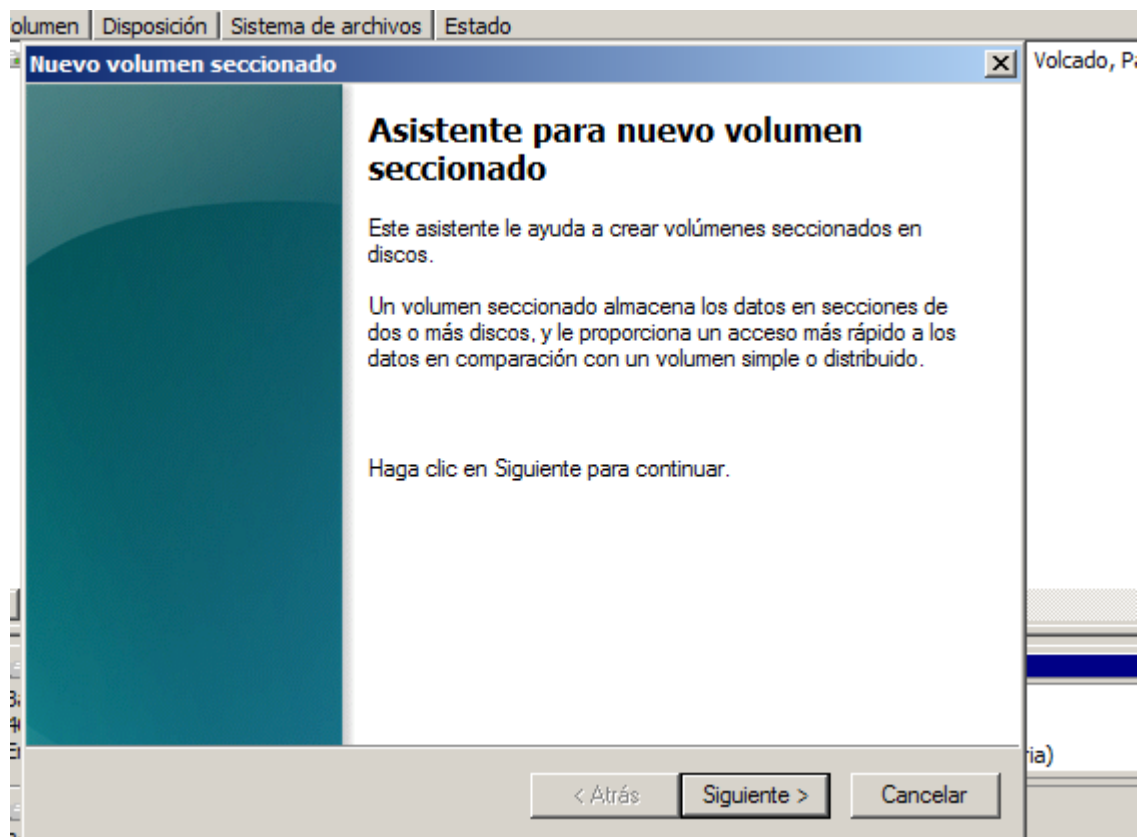 Disposición Sistema de archivos Estado
Nuevo volumen seccionado
Volcado,
Asistente para nuevo volumen
seccionado
Este asistente le ayuda a crear volúmenes seccionados en
discos.
Un volumen seccionado almacena los datos en secciones de
dos o más discos, y le proporciona un acceso más rápido a los
datos en comparación con un volumen simple o distribuido.
Haga clic en Siguiente para continuar.
< Atrás Siguiente > Cancelar